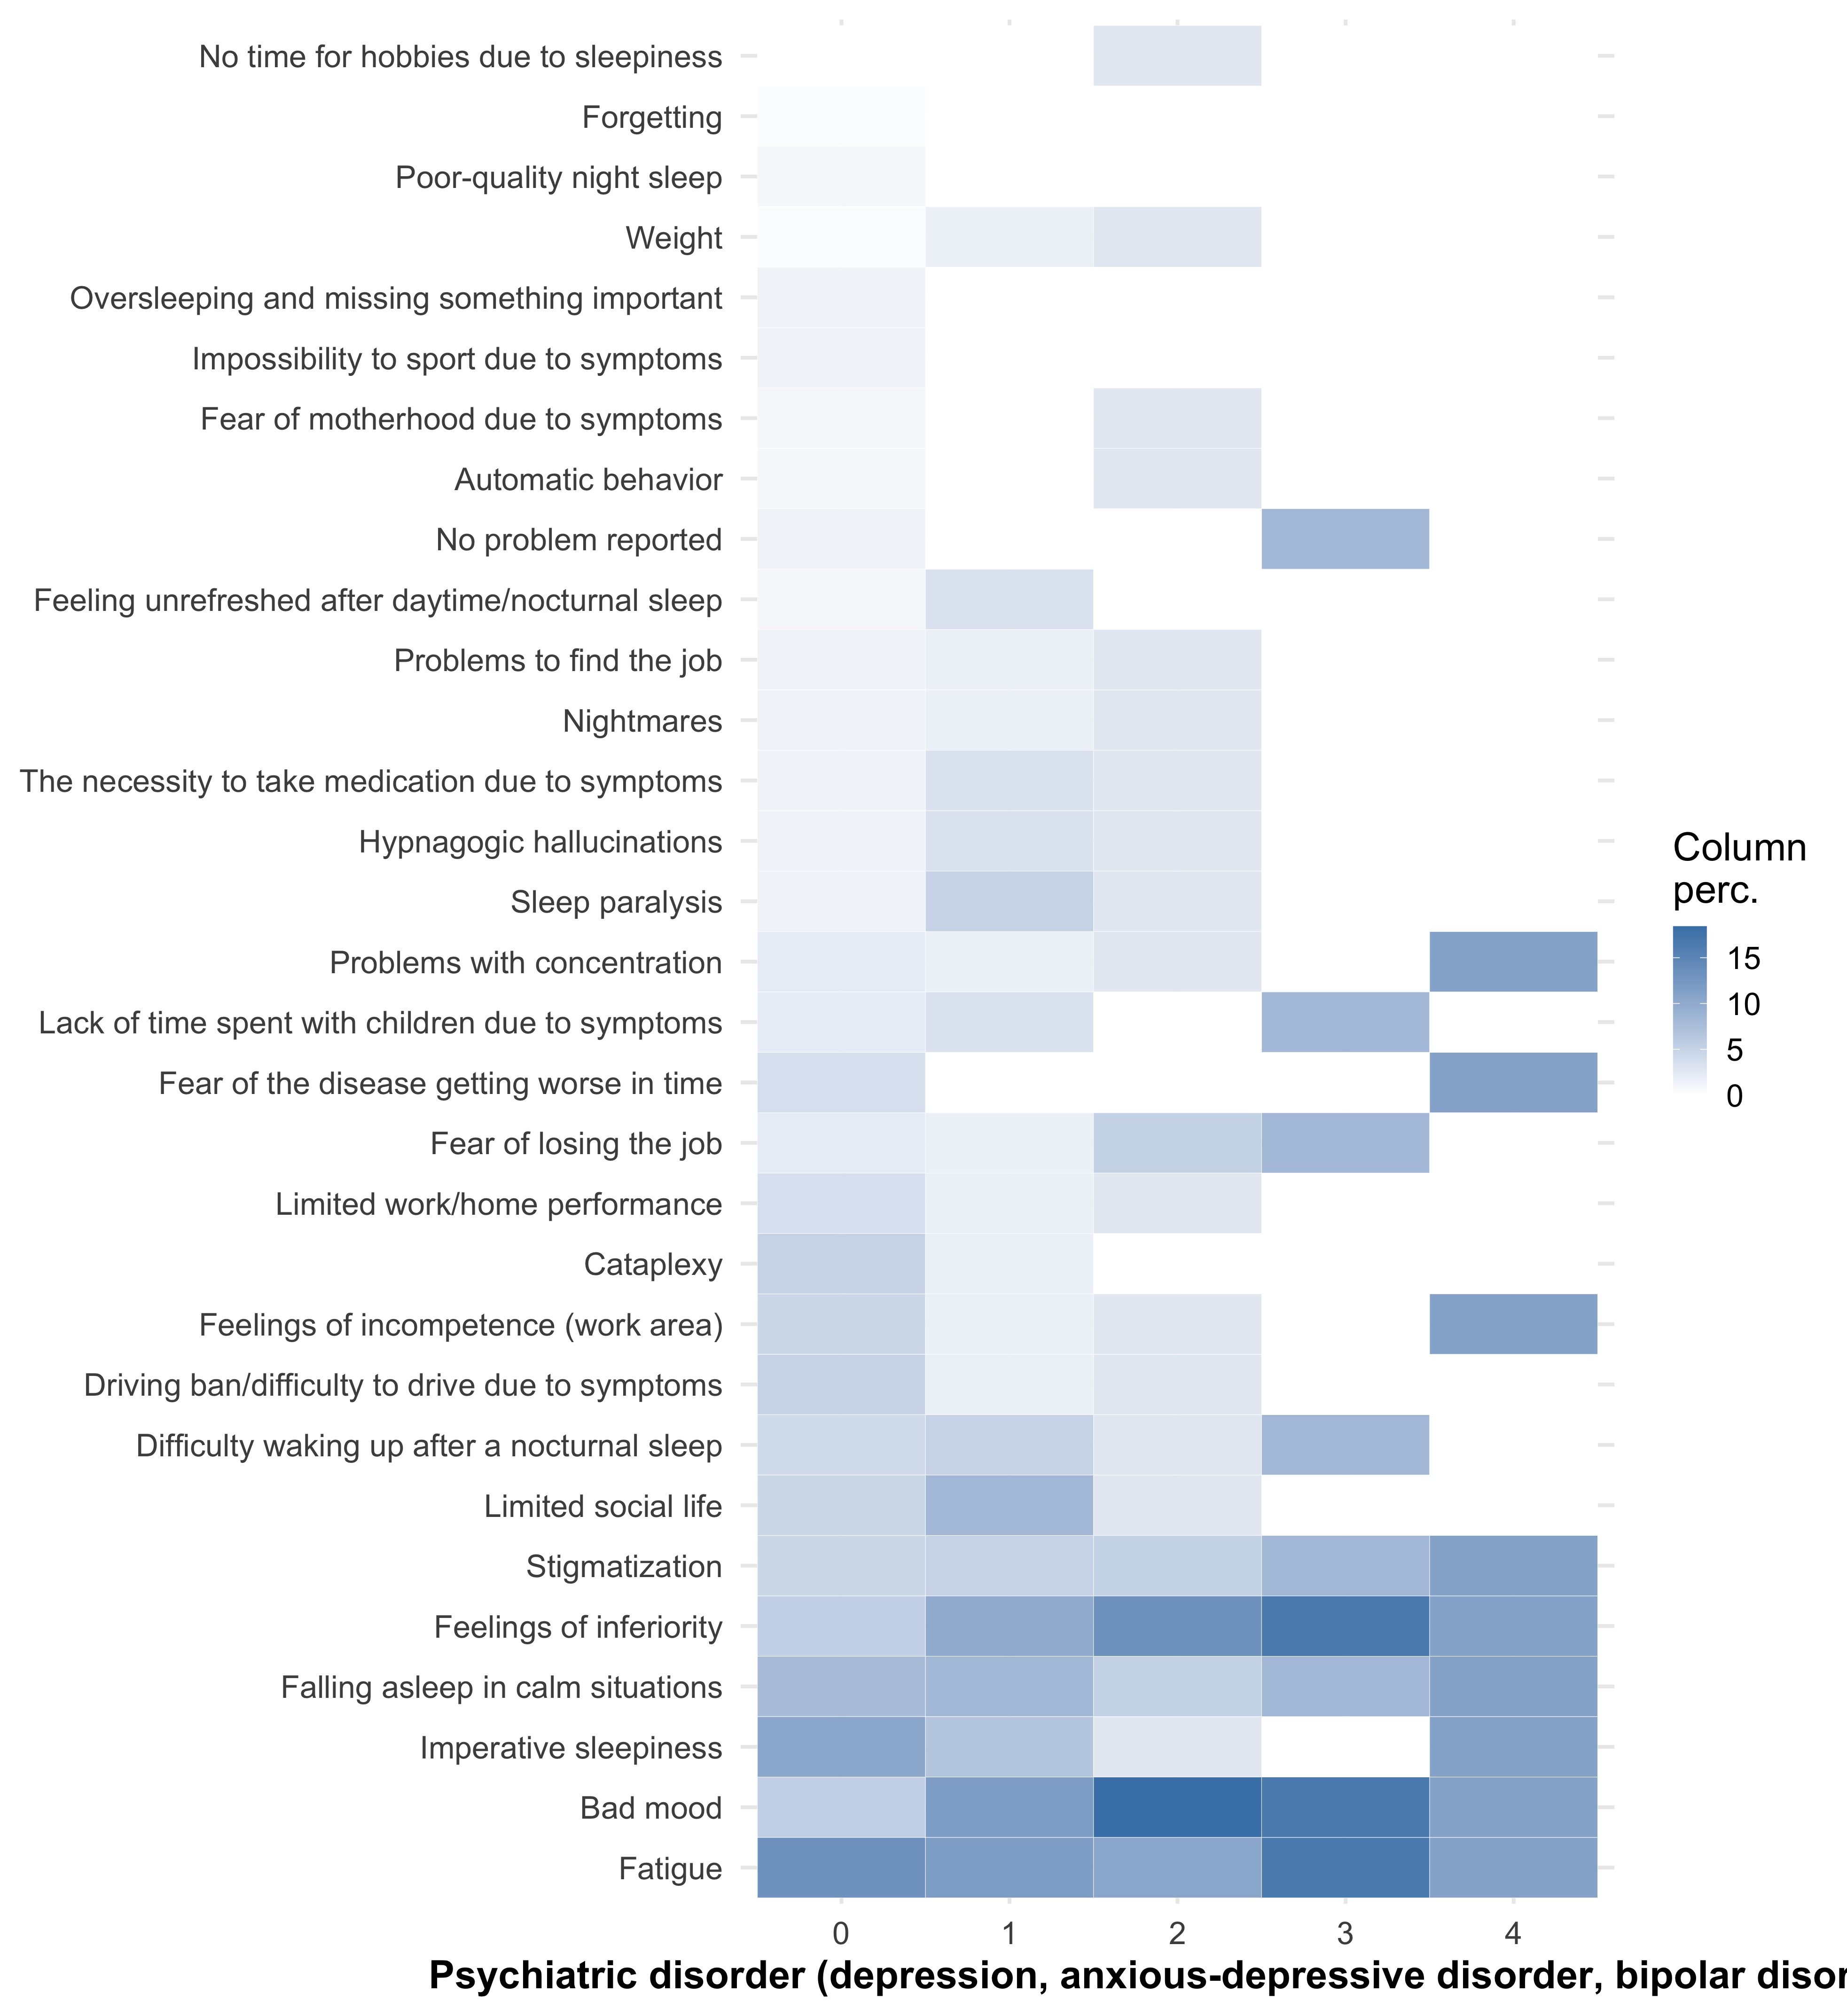 No time for hobbies due to sleepiness
Forgetting
Poor-quality night sleep
Weight
Oversleeping and missing something important
Impossibility to sport due to symptoms
Fear of motherhood due to symptoms
Automatic behavior
No problem reported
Feeling unrefreshed after daytime/nocturnal sleep
Problems to find the job
Nightmares
The necessity to take medication due to symptoms
Hypnagogic hallucinations
Sleep paralysis
Problems with concentration
Lack of time spent with children due to symptoms
Fear of the disease getting worse in time
Fear of losing the job
Limited work/home performance
Cataplexy
Feelings of incompetence (work area)
Driving ban/difficulty to drive due to symptoms
Difficulty waking up after a nocturnal sleep
Limited social life
Stigmatization
Feelings of inferiority
Falling asleep in calm situations
Imperative sleepiness
Bad mood
Fatigue
0 1 2 3 4
Psychiatric disorder (depression, anxious-depressive disorder, bipolar disor
Column
perc.
15
10
5
0